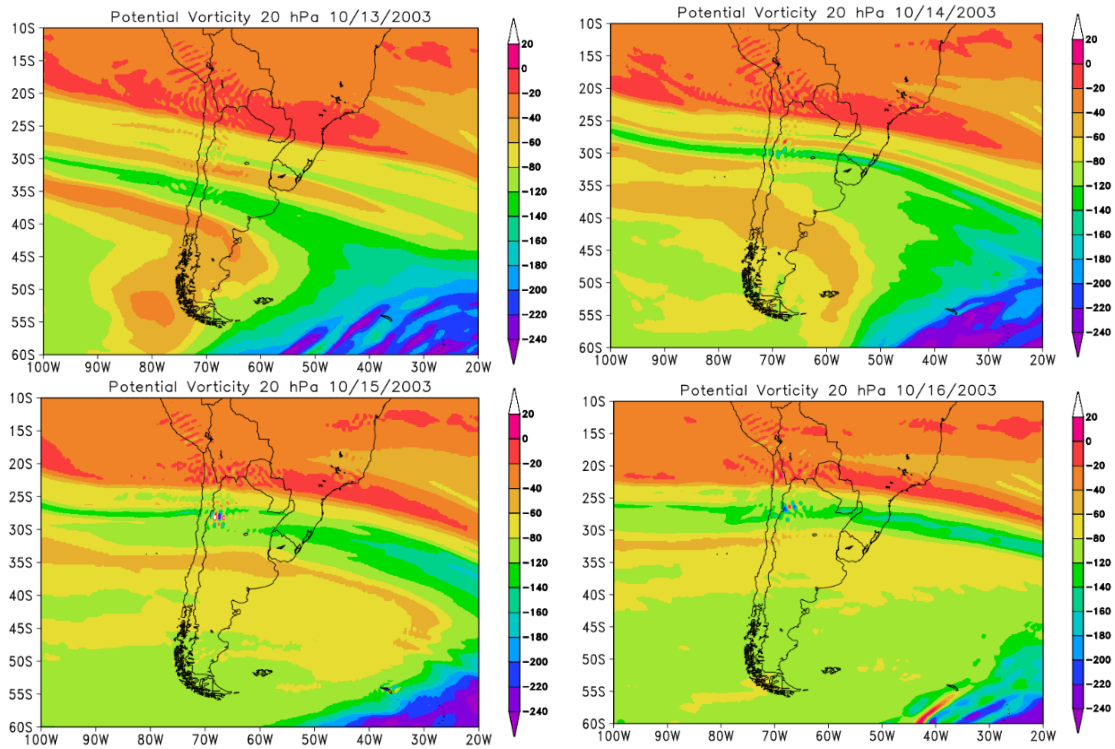 Potential Vorticity 20 hPa 10/13/2003
10S
15S
20S
25S
30S
35S
40S
45S
50S
55S
60S
100W 90W 80W 70W 60W 50W 40W 30W 20W
20
0
-20
-40
-60
-80
-120
-140
-160
-180
-200
-220
-240
Potential Vorticity 20 hPa 10/14/2003
10S
15S
20S
25S
30S
35S
40S
45S
50S
55S
60S
100W 90W 80W 70W 60W 50W 40W 30W 20W
20
0
-20
-40
-60
-80
-120
-140
-160
-180
-200
-220
-240
Potential Vorticity 20 hPa 10/15/2003
10S
15S
20S
25S
30S
35S
40S
45S
50S
55S
60S
100W 90W 80W 70W 60W 50W 40W 30W 20W
20
0
-20
-40
-60
-80
-120
-140
-160
-180
-200
-220
-240
Potential Vorticity 20 hPa 10/16/2003
10S
15S
20S
25S
30S
35S
40S
45S
50S
55S
60S
100W 90W 80W 70W 60W 50W 40W 30W 20W
20
0
-20
-40
-60
-80
-120
-140
-160
-180
-200
-220
-240